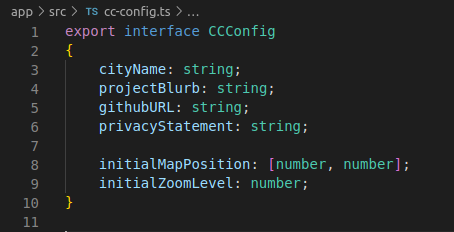 app > src > TS cc-config.ts > ...
1 export interface CCConfig
2 {
3 cityName: string;
4 projectBlurb: string;
5 githubURL: string;
6 privacyStatement: string;
7
8 initialMapPosition: [number, number];
9 initialZoomLevel: number;
10 }
11